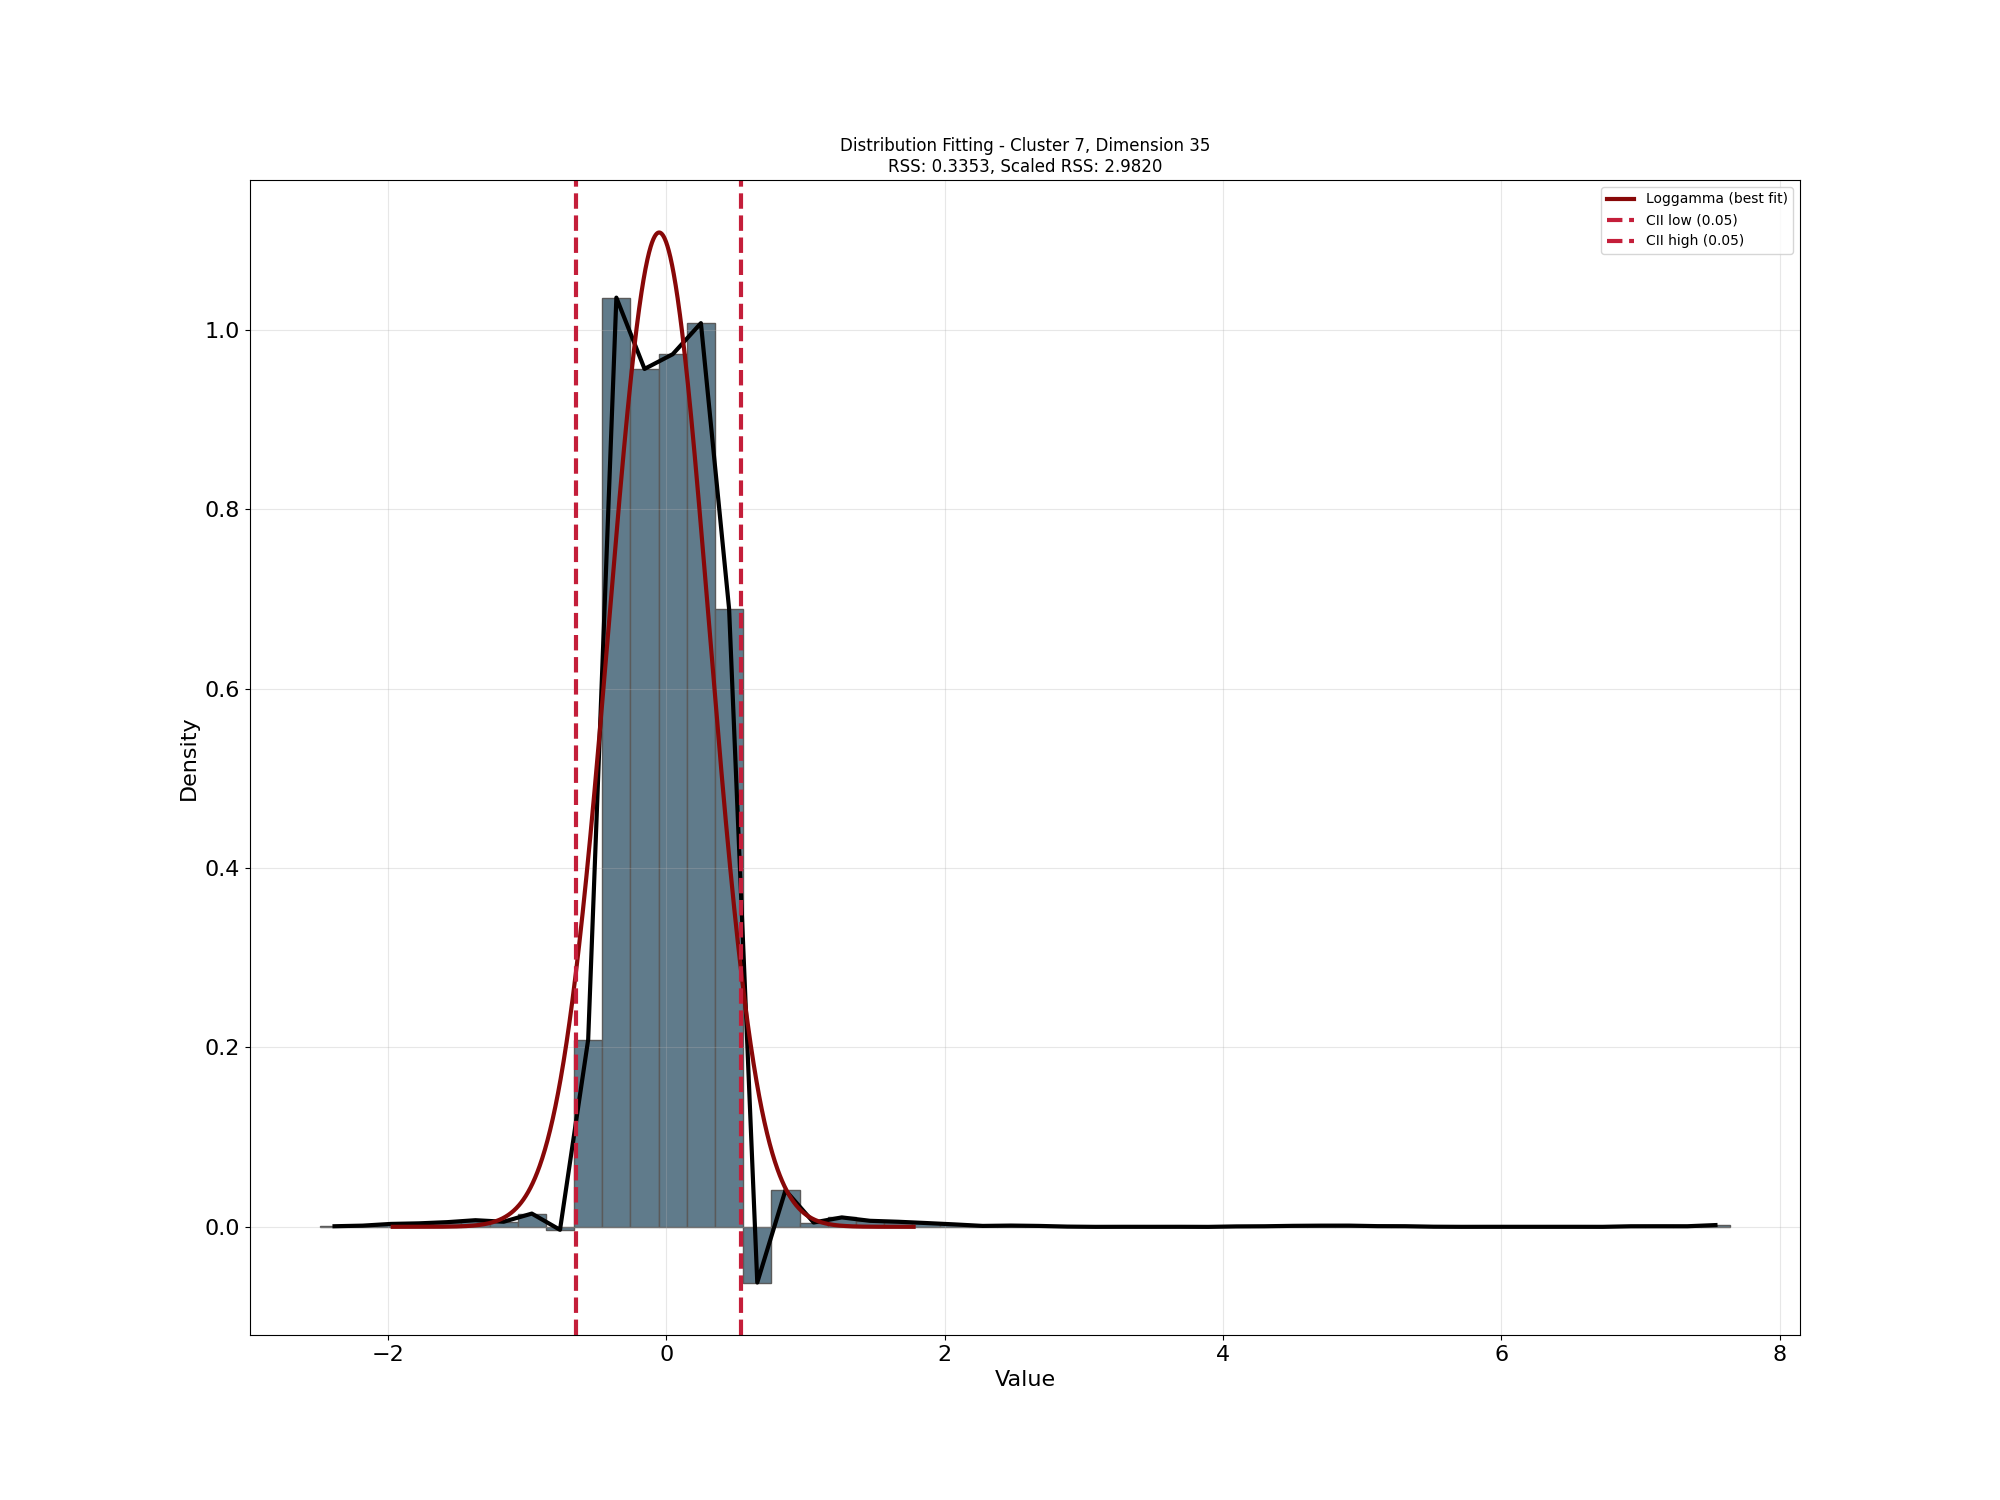 Distribution Fitting - Cluster 7, Dimension 35
RSS: 0.3353, Scaled RSS: 2.9820
Loggamma (best fit)
CII low (0.05)
CII high (0.05)
1.0
0.8
0.6
0.4
0.2
0.0
Density
−2 0 2 4 6 8
Value